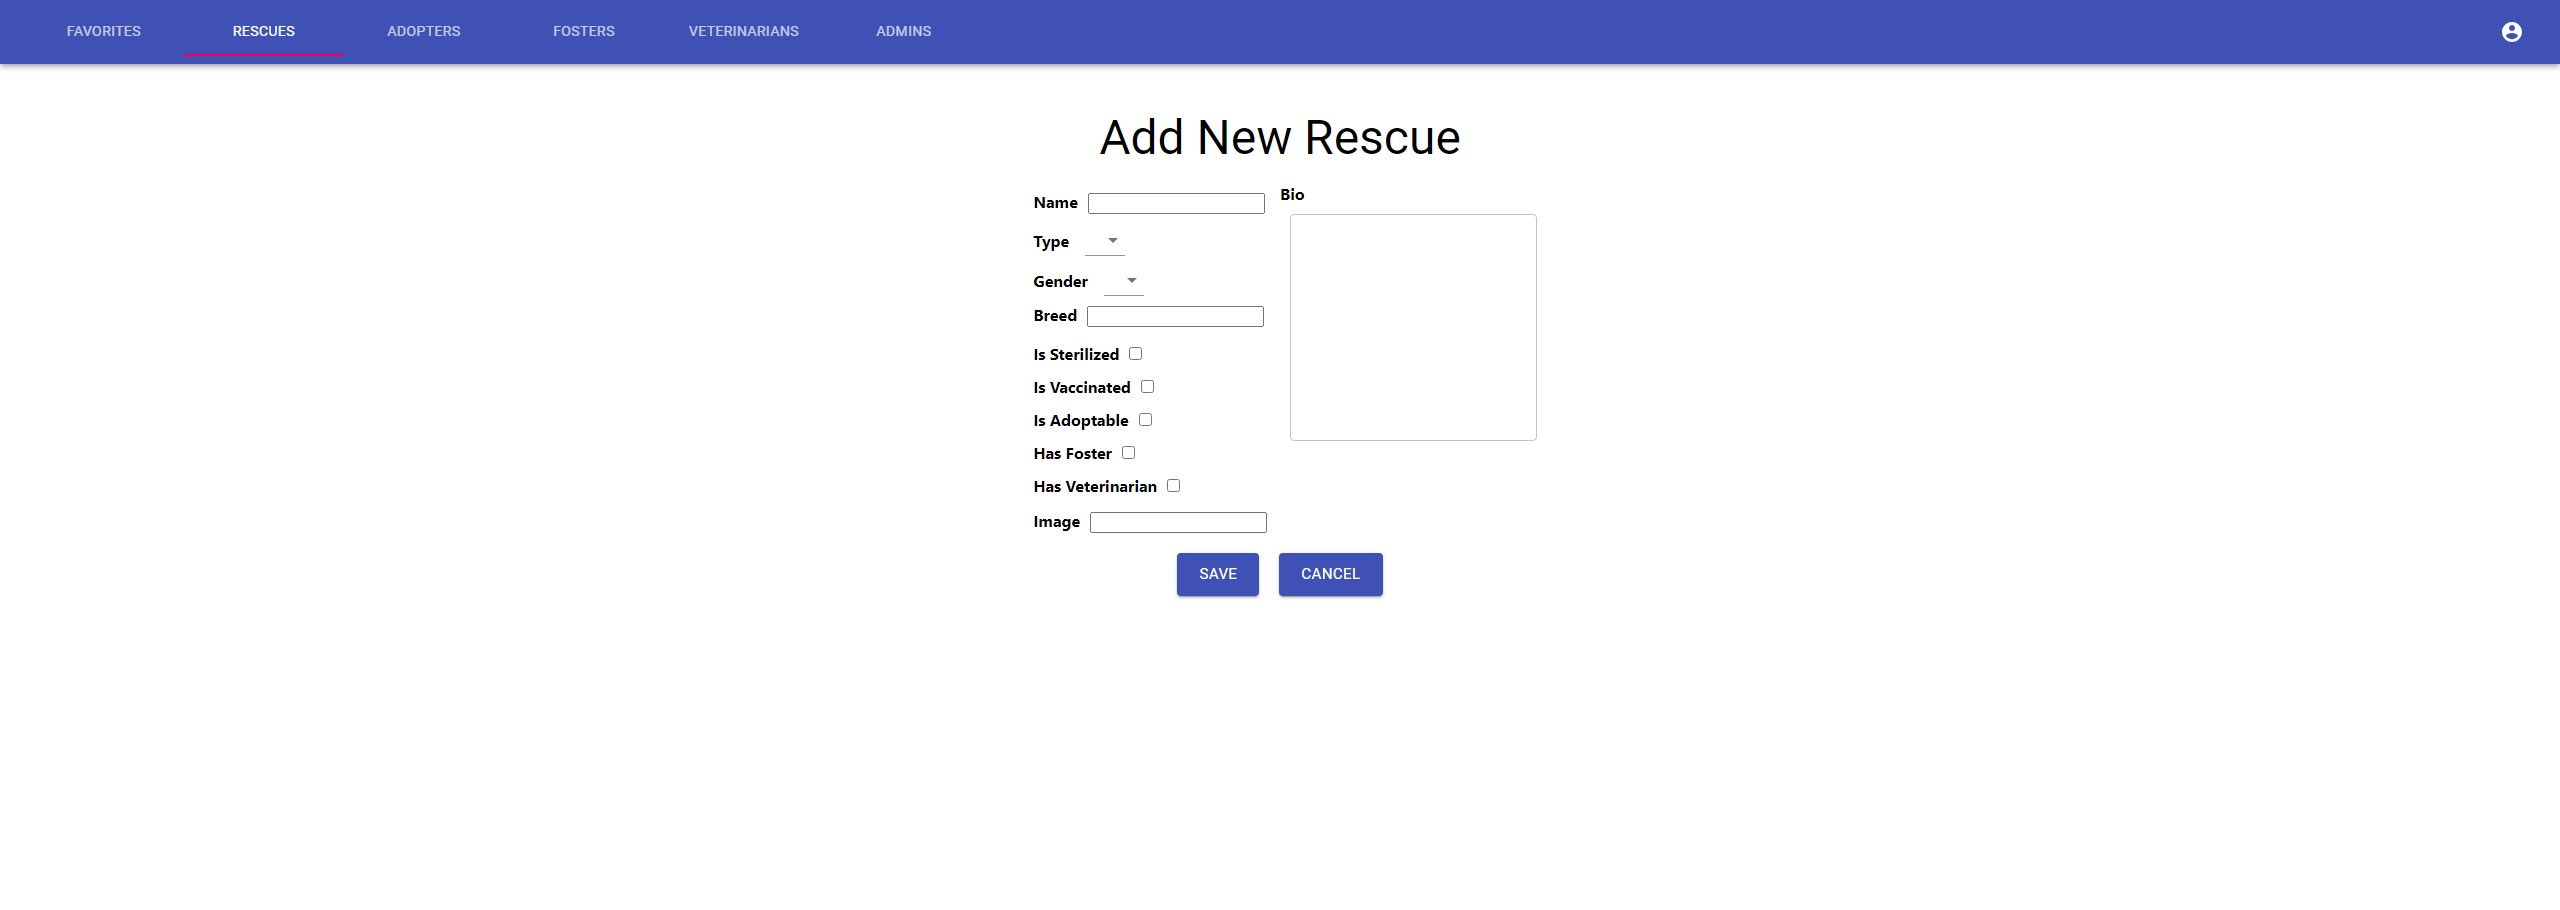 FAVORITES RESCUES ADOPTERS FOSTERS VETERINARIANS ADMINS
Add New Rescue
Name
Type
Gender
Breed
Is Sterilized
Is Vaccinated
Is Adoptable
Has Foster
Has Veterinarian
Image
Bio
SAVE CANCEL